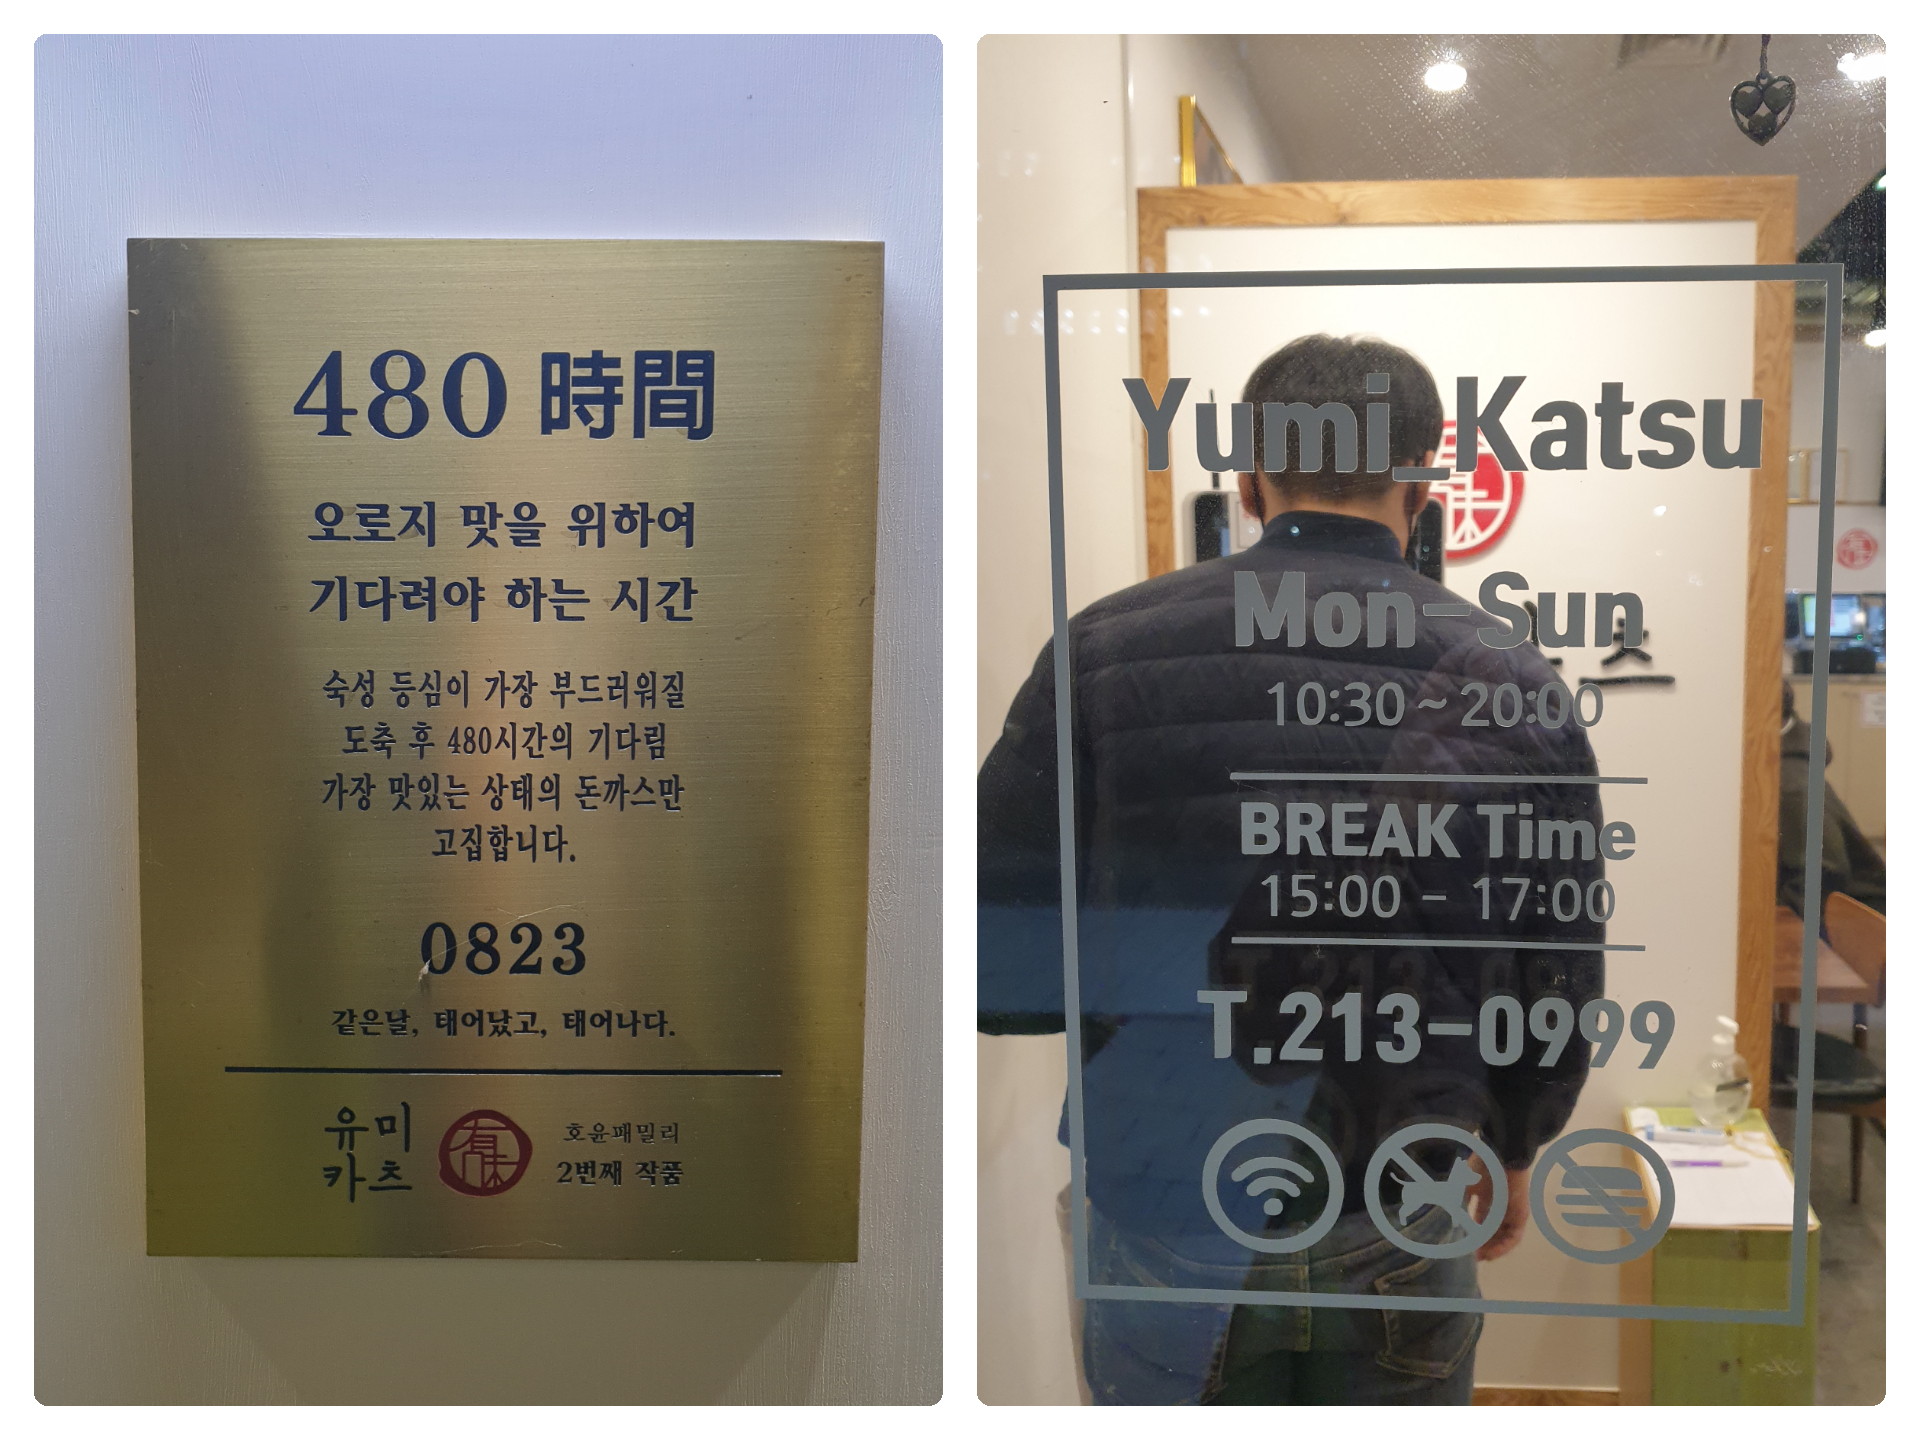 480 時間
오로지 맛을 위하여
기다려야 하는 시간
숙성 등심이 가장 부드러워질
도축 후 480시간의 기다림
가장 맛있는 상태의 돈까스만
고집합니다.
0823
같은날, 태어났고, 태어나다.
유미
카츠
有味
호윤패밀리
2번째 작품
Yumi_Katsu
Mon-Sun
10:30 ~ 20:00
BREAK Time
15:00 - 17:00
T.213-0999
츠